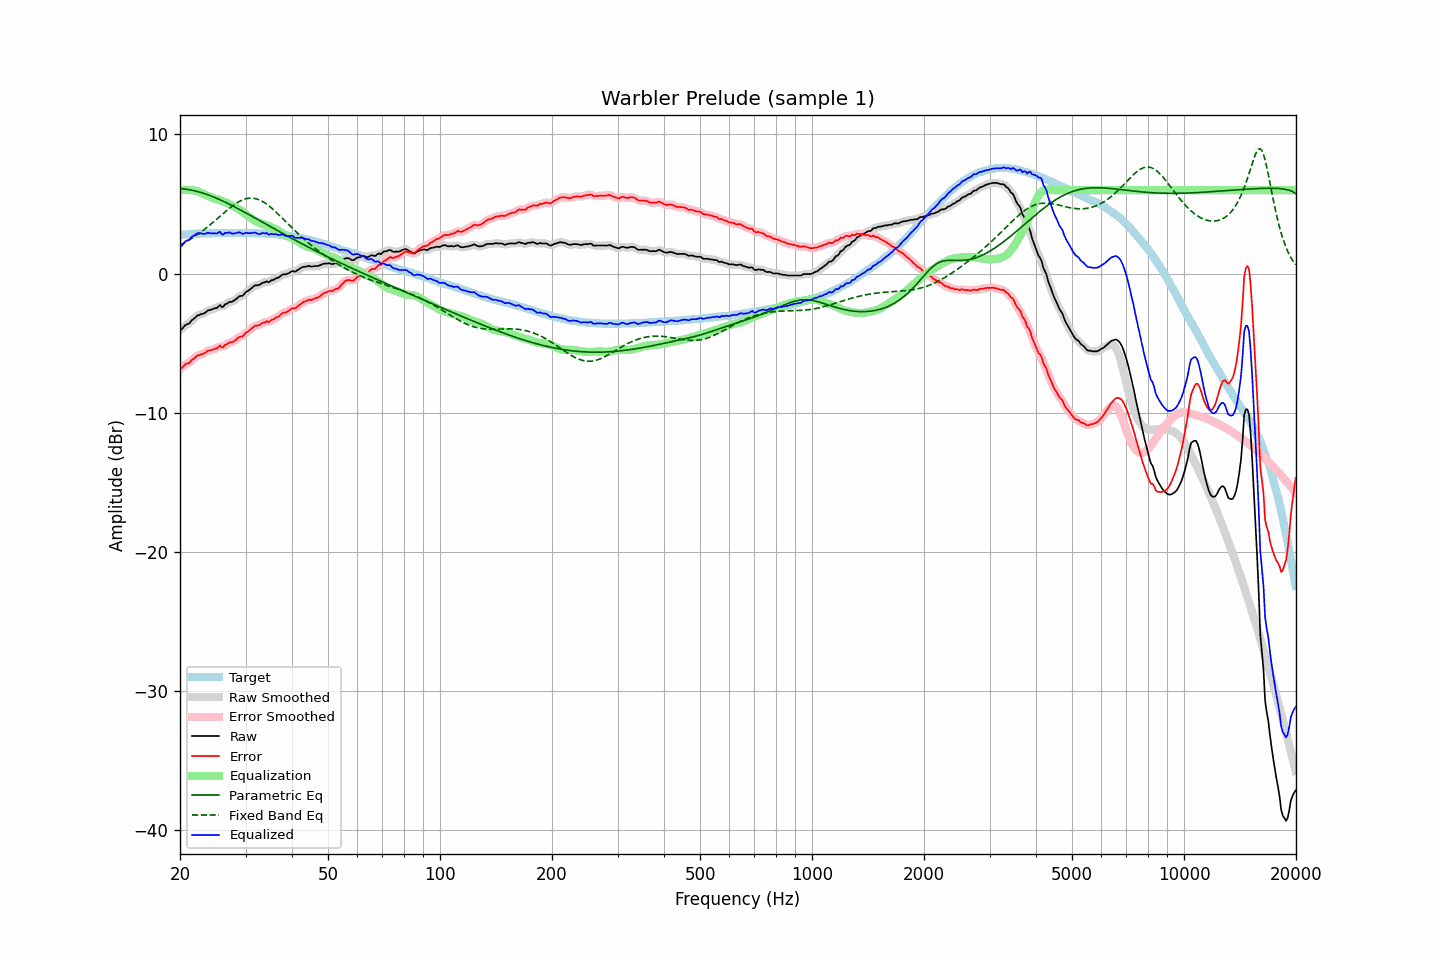 Warbler Prelude (sample 1)
10
0
−10
−20
−30
−40
Amplitude (dBr)
Target
Raw Smoothed
Error Smoothed
Raw
Error
Equalization
Parametric Eq
Fixed Band Eq
Equalized
20 50 100 200 500 1000 2000 5000 10000 20000
Frequency (Hz)